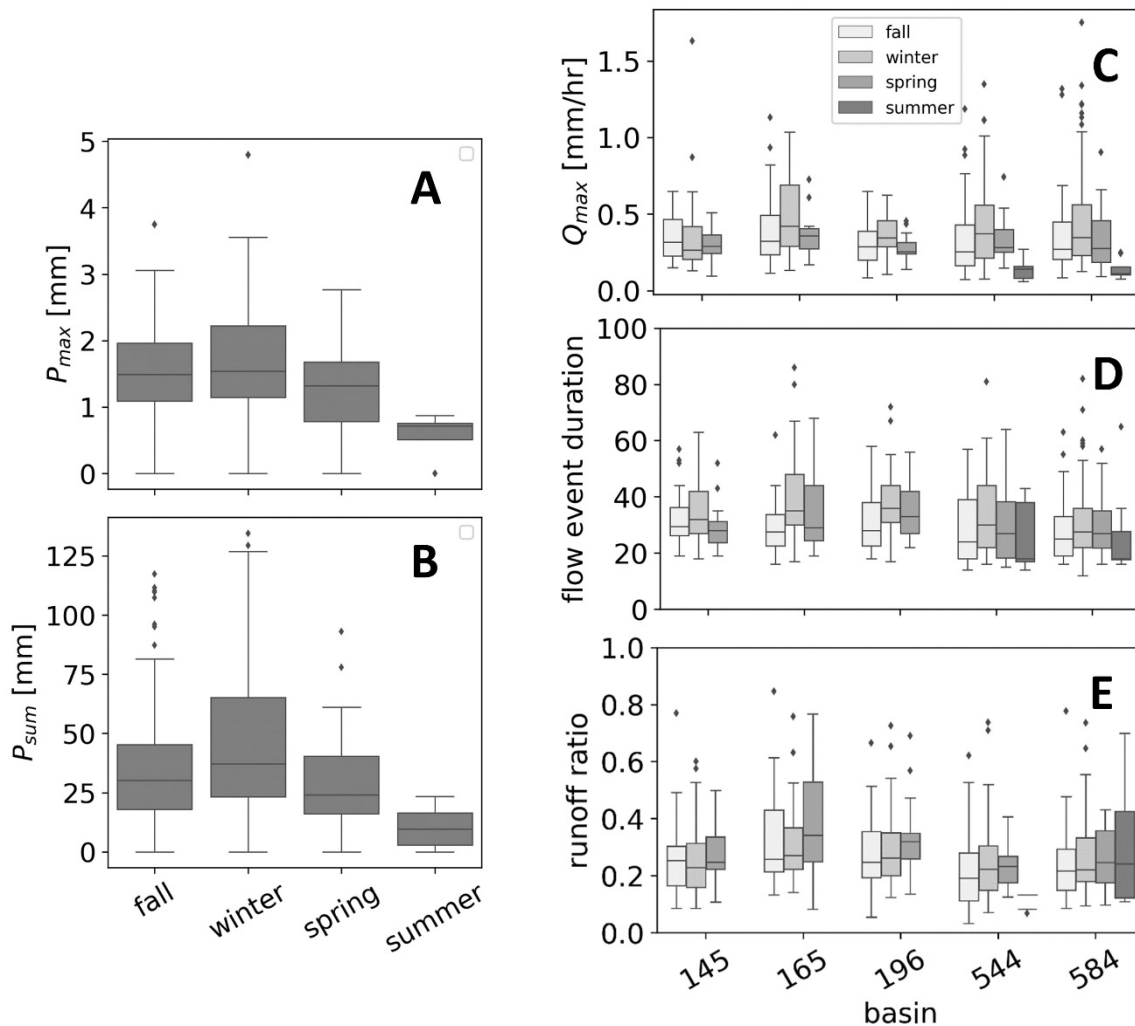 A
P_max [mm]
5
4
3
2
1
0
B
P_sum [mm]
125
100
75
50
25
0
fall
winter
spring
summer
C
fall
winter
spring
summer
Q_max [mm/hr]
1.5
1.0
0.5
0.0
D
flow event duration
100
80
60
40
20
0
E
runoff ratio
1.0
0.8
0.6
0.4
0.2
0.0
145
165
196
544
584
basin